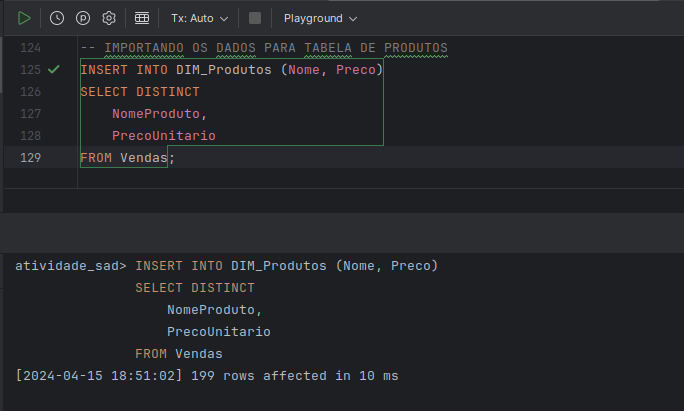 Tx: Auto Playground
124 -- IMPORTANDO OS DADOS PARA TABELA DE PRODUTOS
125 INSERT INTO DIM_Produtos (Nome, Preco)
126 SELECT DISTINCT
127 NomeProduto,
128 PrecoUnitario
129 FROM Vendas;
atividade_sad> INSERT INTO DIM_Produtos (Nome, Preco)
SELECT DISTINCT
NomeProduto,
PrecoUnitario
FROM Vendas
[2024-04-15 18:51:02] 199 rows affected in 10 ms